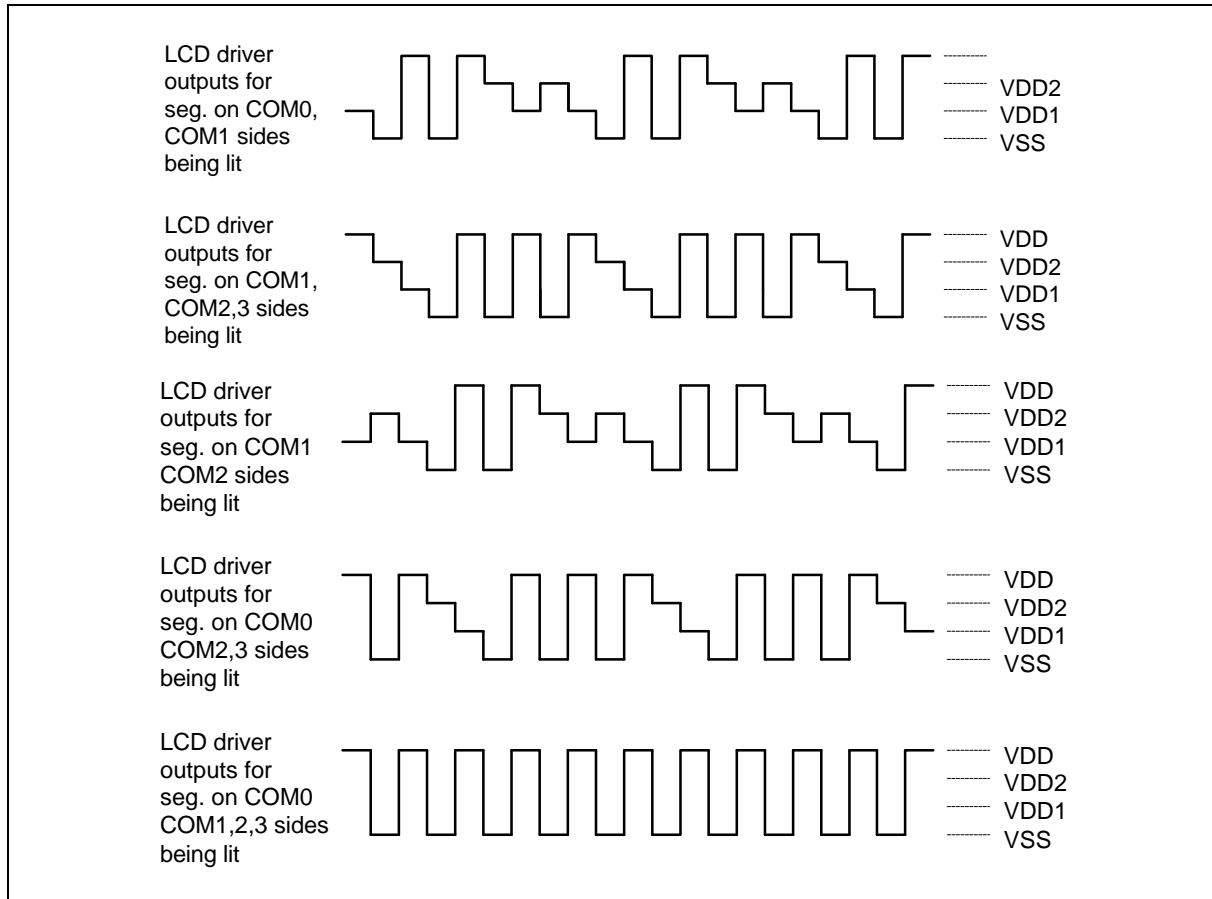 LCD driver
outputs for
seg. on COM0,
COM1 sides
being lit
VDD2
VDD1
VSS
LCD driver
outputs for
seg. on COM1,
COM2,3 sides
being lit
VDD
VDD2
VDD1
VSS
LCD driver
outputs for
seg. on COM1
COM2 sides
being lit
VDD
VDD2
VDD1
VSS
LCD driver
outputs for
seg. on COM0
COM2,3 sides
being lit
VDD
VDD2
VDD1
VSS
LCD driver
outputs for
seg. on COM0
COM1,2,3 sides
being lit
VDD
VDD2
VDD1
VSS